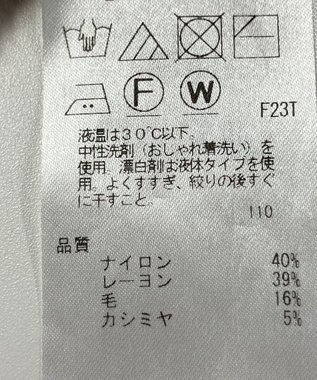 F W F23T
液温は30℃以下。
中性洗剤（おしゃれ着洗い）を
使用。漂白剤は液体タイプを使
用。よくすすぎ、絞りの後すぐ
に干すこと。
110
品質
ナイロン 40%
レーヨン 39%
毛 16%
カシミヤ 5%